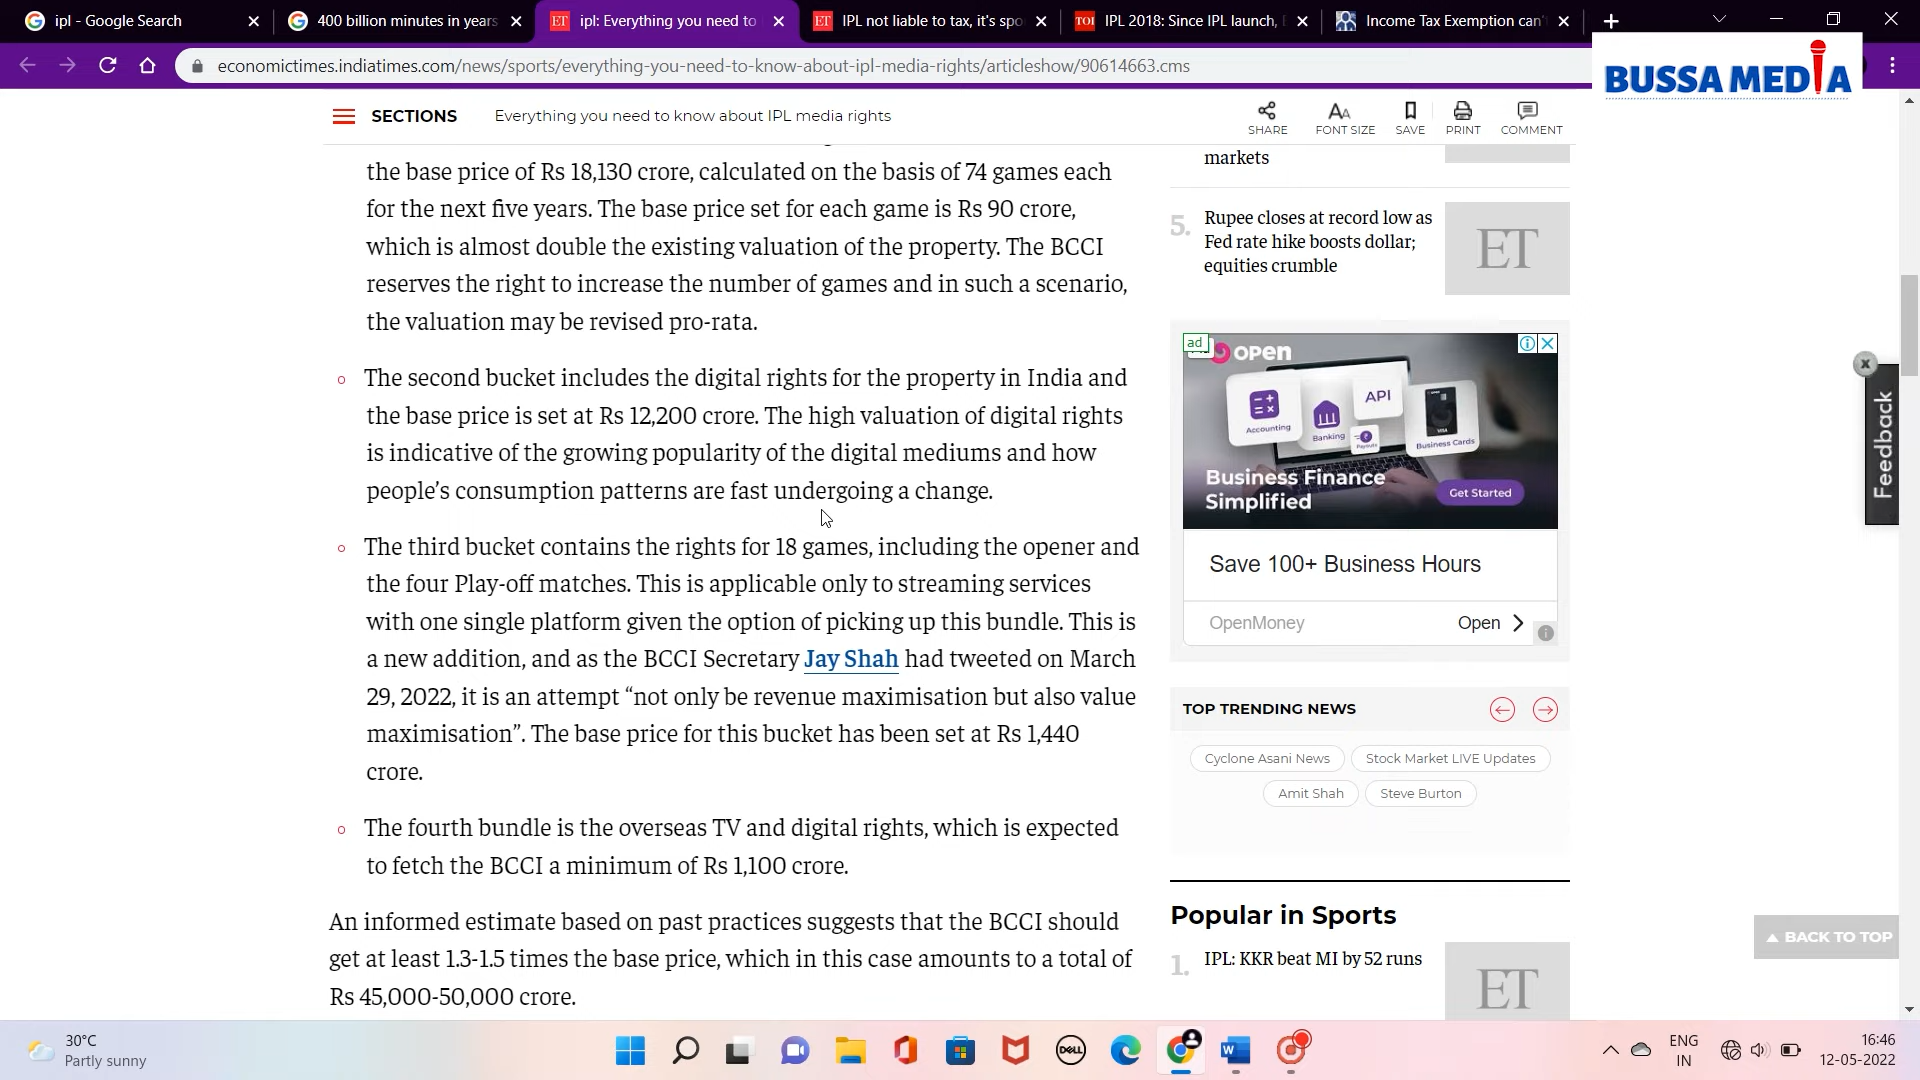 ipl - Google Search
400 billion minutes in years
ipl: Everything you need to
IPL not liable to tax, it's spo
IPL 2018: Since IPL launch,
Income Tax Exemption can'
economictimes.indiatimes.com/news/sports/everything-you-need-to-know-about-ipl-media-rights/articleshow/90614663.cms
BUSSA MEDIA
SECTIONS
Everything you need to know about IPL media rights
SHARE
FONT SIZE
SAVE
PRINT
COMMENT
the base price of Rs 18,130 crore, calculated on the basis of 74 games each
for the next five years. The base price set for each game is Rs 90 crore,
which is almost double the existing valuation of the property. The BCCI
reserves the right to increase the number of games and in such a scenario,
the valuation may be revised pro-rata.
The second bucket includes the digital rights for the property in India and
the base price is set at Rs 12,200 crore. The high valuation of digital rights
is indicative of the growing popularity of the digital mediums and how
people’s consumption patterns are fast undergoing a change.
The third bucket contains the rights for 18 games, including the opener and
the four Play-off matches. This is applicable only to streaming services
with one single platform given the option of picking up this bundle. This is
a new addition, and as the BCCI Secretary Jay Shah had tweeted on March
29, 2022, it is an attempt “not only be revenue maximisation but also value
maximisation”. The base price for this bucket has been set at Rs 1,440
crore.
The fourth bundle is the overseas TV and digital rights, which is expected
to fetch the BCCI a minimum of Rs 1,100 crore.
An informed estimate based on past practices suggests that the BCCI should
get at least 1.3-1.5 times the base price, which in this case amounts to a total of
Rs 45,000-50,000 crore.
markets
5. Rupee closes at record low as
Fed rate hike boosts dollar;
equities crumble
ET
ad
OPEN
Accounting
Banking
API
Payouts
Business Cards
Business Finance
Simplified
Get Started
Save 100+ Business Hours
OpenMoney
Open
TOP TRENDING NEWS
Cyclone Asani News
Stock Market LIVE Updates
Amit Shah
Steve Burton
Popular in Sports
1. IPL: KKR beat MI by 52 runs
ET
Feedback
BACK TO TOP
30°C
Partly sunny
DELL
ENG
IN
16:46
12-05-2022